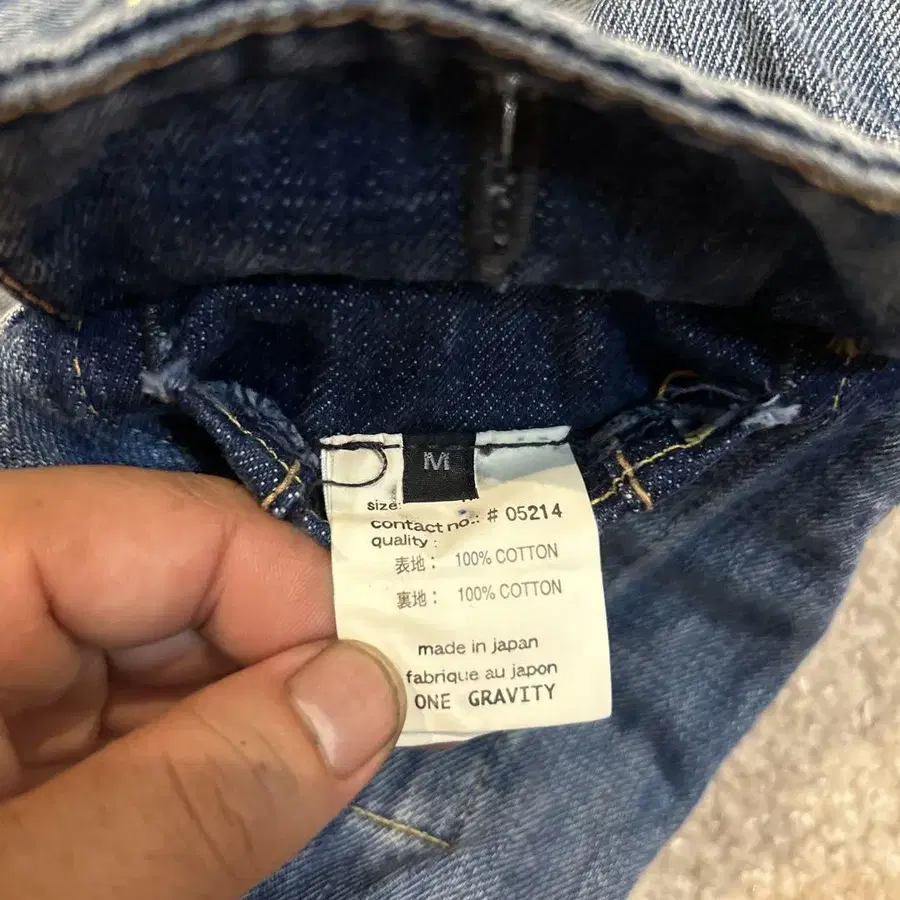 M
size:
contact no.: # 05214
quality :
表地： 100% COTTON
裏地： 100% COTTON
made in japan
fabrique au japon
ONE GRAVITY